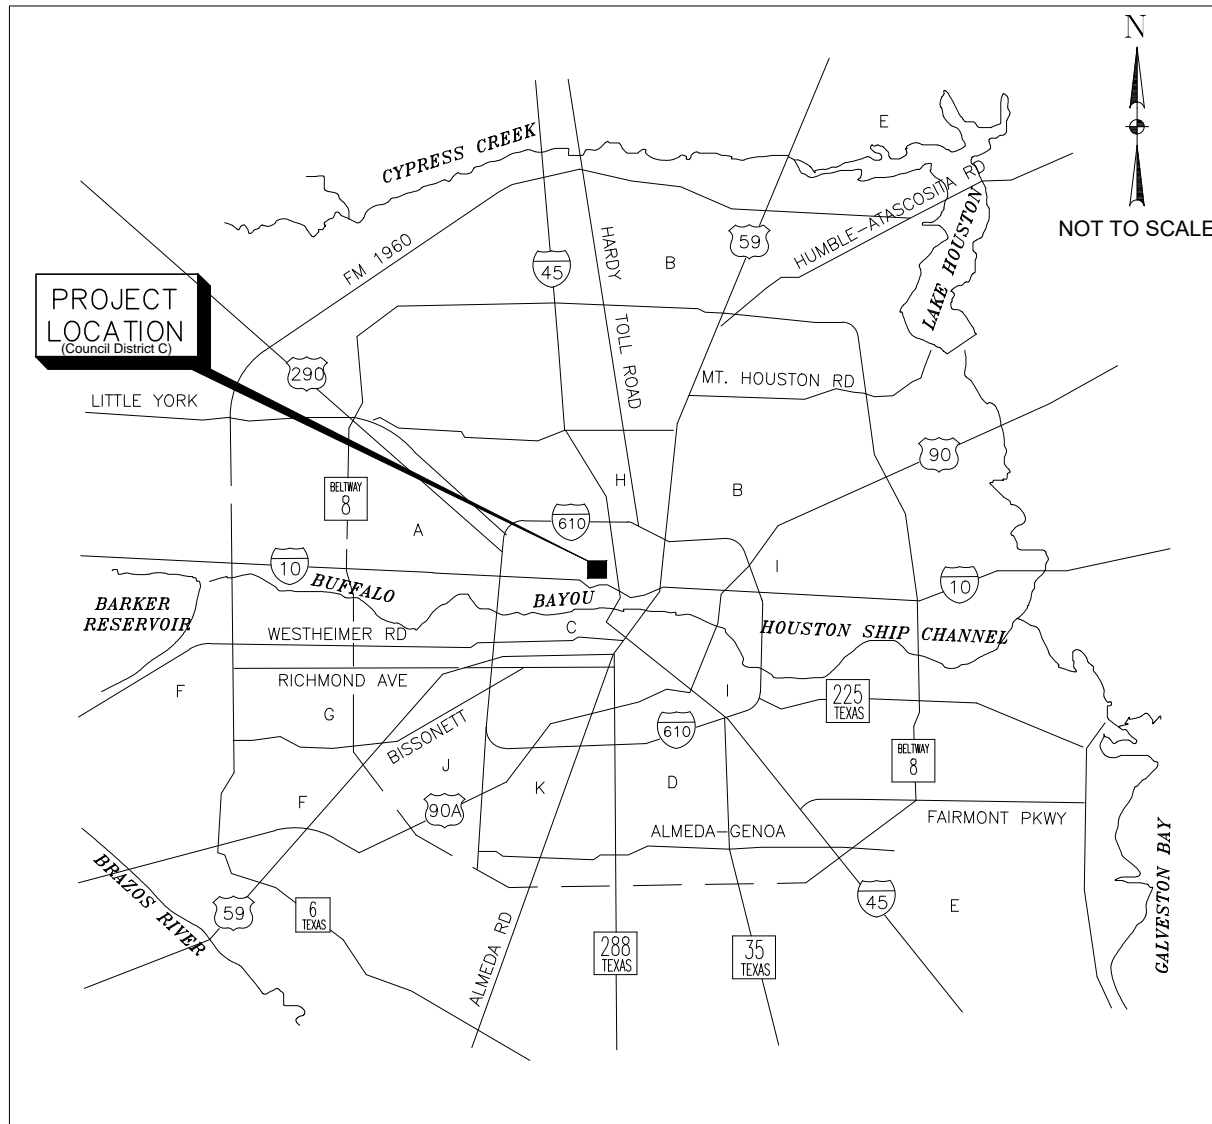 N
NOT TO SCALE
E
CYPRESS CREEK
HUMBLE-ATASCOSITA RD
LAKE HOUSTON
59
HARDY TOLL ROAD
45
B
FM 1960
PROJECT
LOCATION
(Council District C)
290
MT. HOUSTON RD
LITTLE YORK
90
BELTWAY
8
H
B
A
610
10
I
10
BUFFALO BAYOU
BARKER
RESERVOIR
WESTHEIMER RD
C
HOUSTON SHIP CHANNEL
RICHMOND AVE
F
G
I
225
TEXAS
BISSONETT
610
BELTWAY
8
J
K
D
F
90A
ALMEDA-GENOA
FAIRMONT PKWY
BRAZOS RIVER
59
6
TEXAS
ALMEDA RD
288
TEXAS
35
TEXAS
45
E
GALVESTON BAY